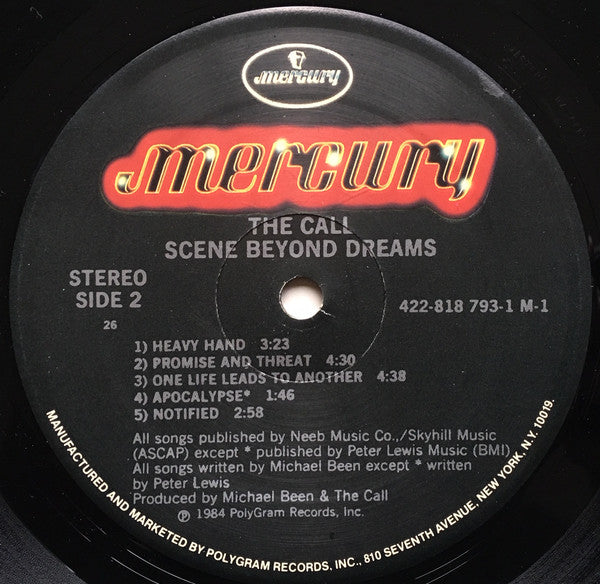 mercury
mercury
THE CALL
SCENE BEYOND DREAMS
STEREO
SIDE 2
422-818 793-1 M-1
26
1) HEAVY HAND 3:23
2) PROMISE AND THREAT 4:30
3) ONE LIFE LEADS TO ANOTHER 4:38
4) APOCALYPSE* 1:46
5) NOTIFIED 2:58
All songs published by Neeb Music Co.,/Skyhill Music
(ASCAP) except * published by Peter Lewis Music (BMI)
All songs written by Michael Been except * written
by Peter Lewis
Produced by Michael Been & The Call
℗ 1984 PolyGram Records, Inc.
MANUFACTURED AND MARKETED BY POLYGRAM RECORDS, INC., 810 SEVENTH AVENUE, NEW YORK, N.Y. 10019.